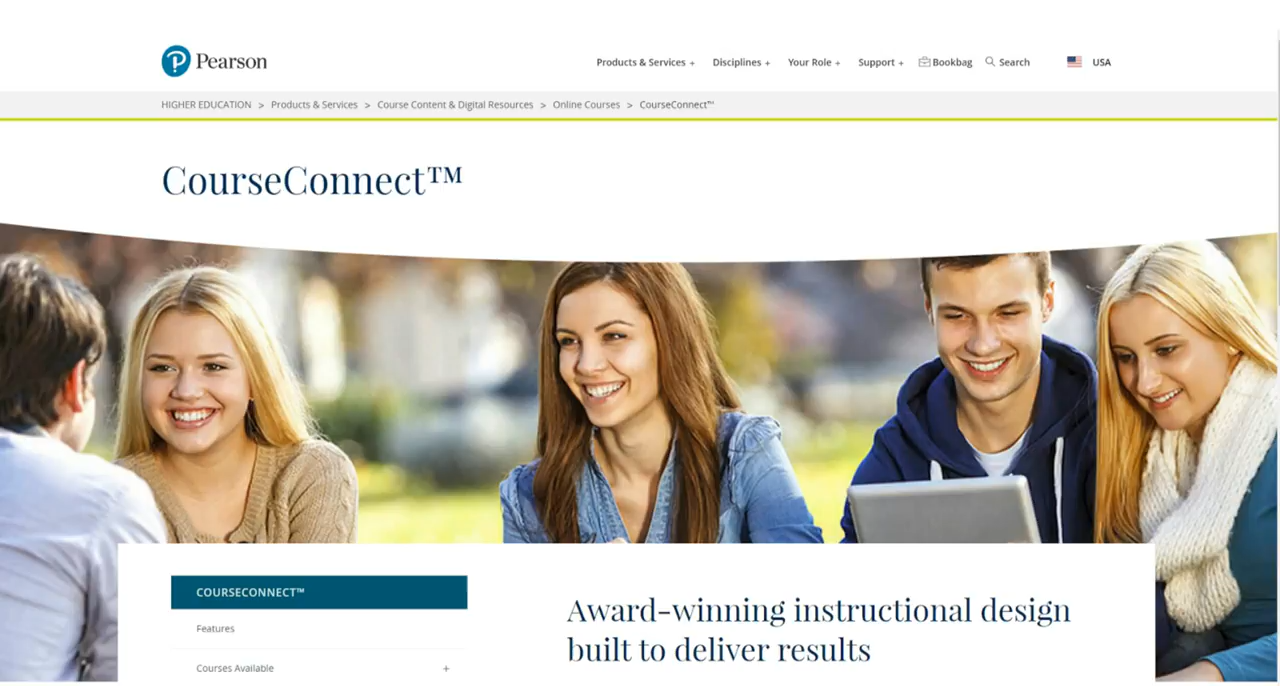 Pearson
Products & Services +
Disciplines +
Your Role +
Support +
Bookbag
Search
USA
HIGHER EDUCATION > Products & Services > Course Content & Digital Resources > Online Courses > CourseConnect™
CourseConnect™
COURSECONNECT™
Features
Courses Available +
Award-winning instructional design
built to deliver results